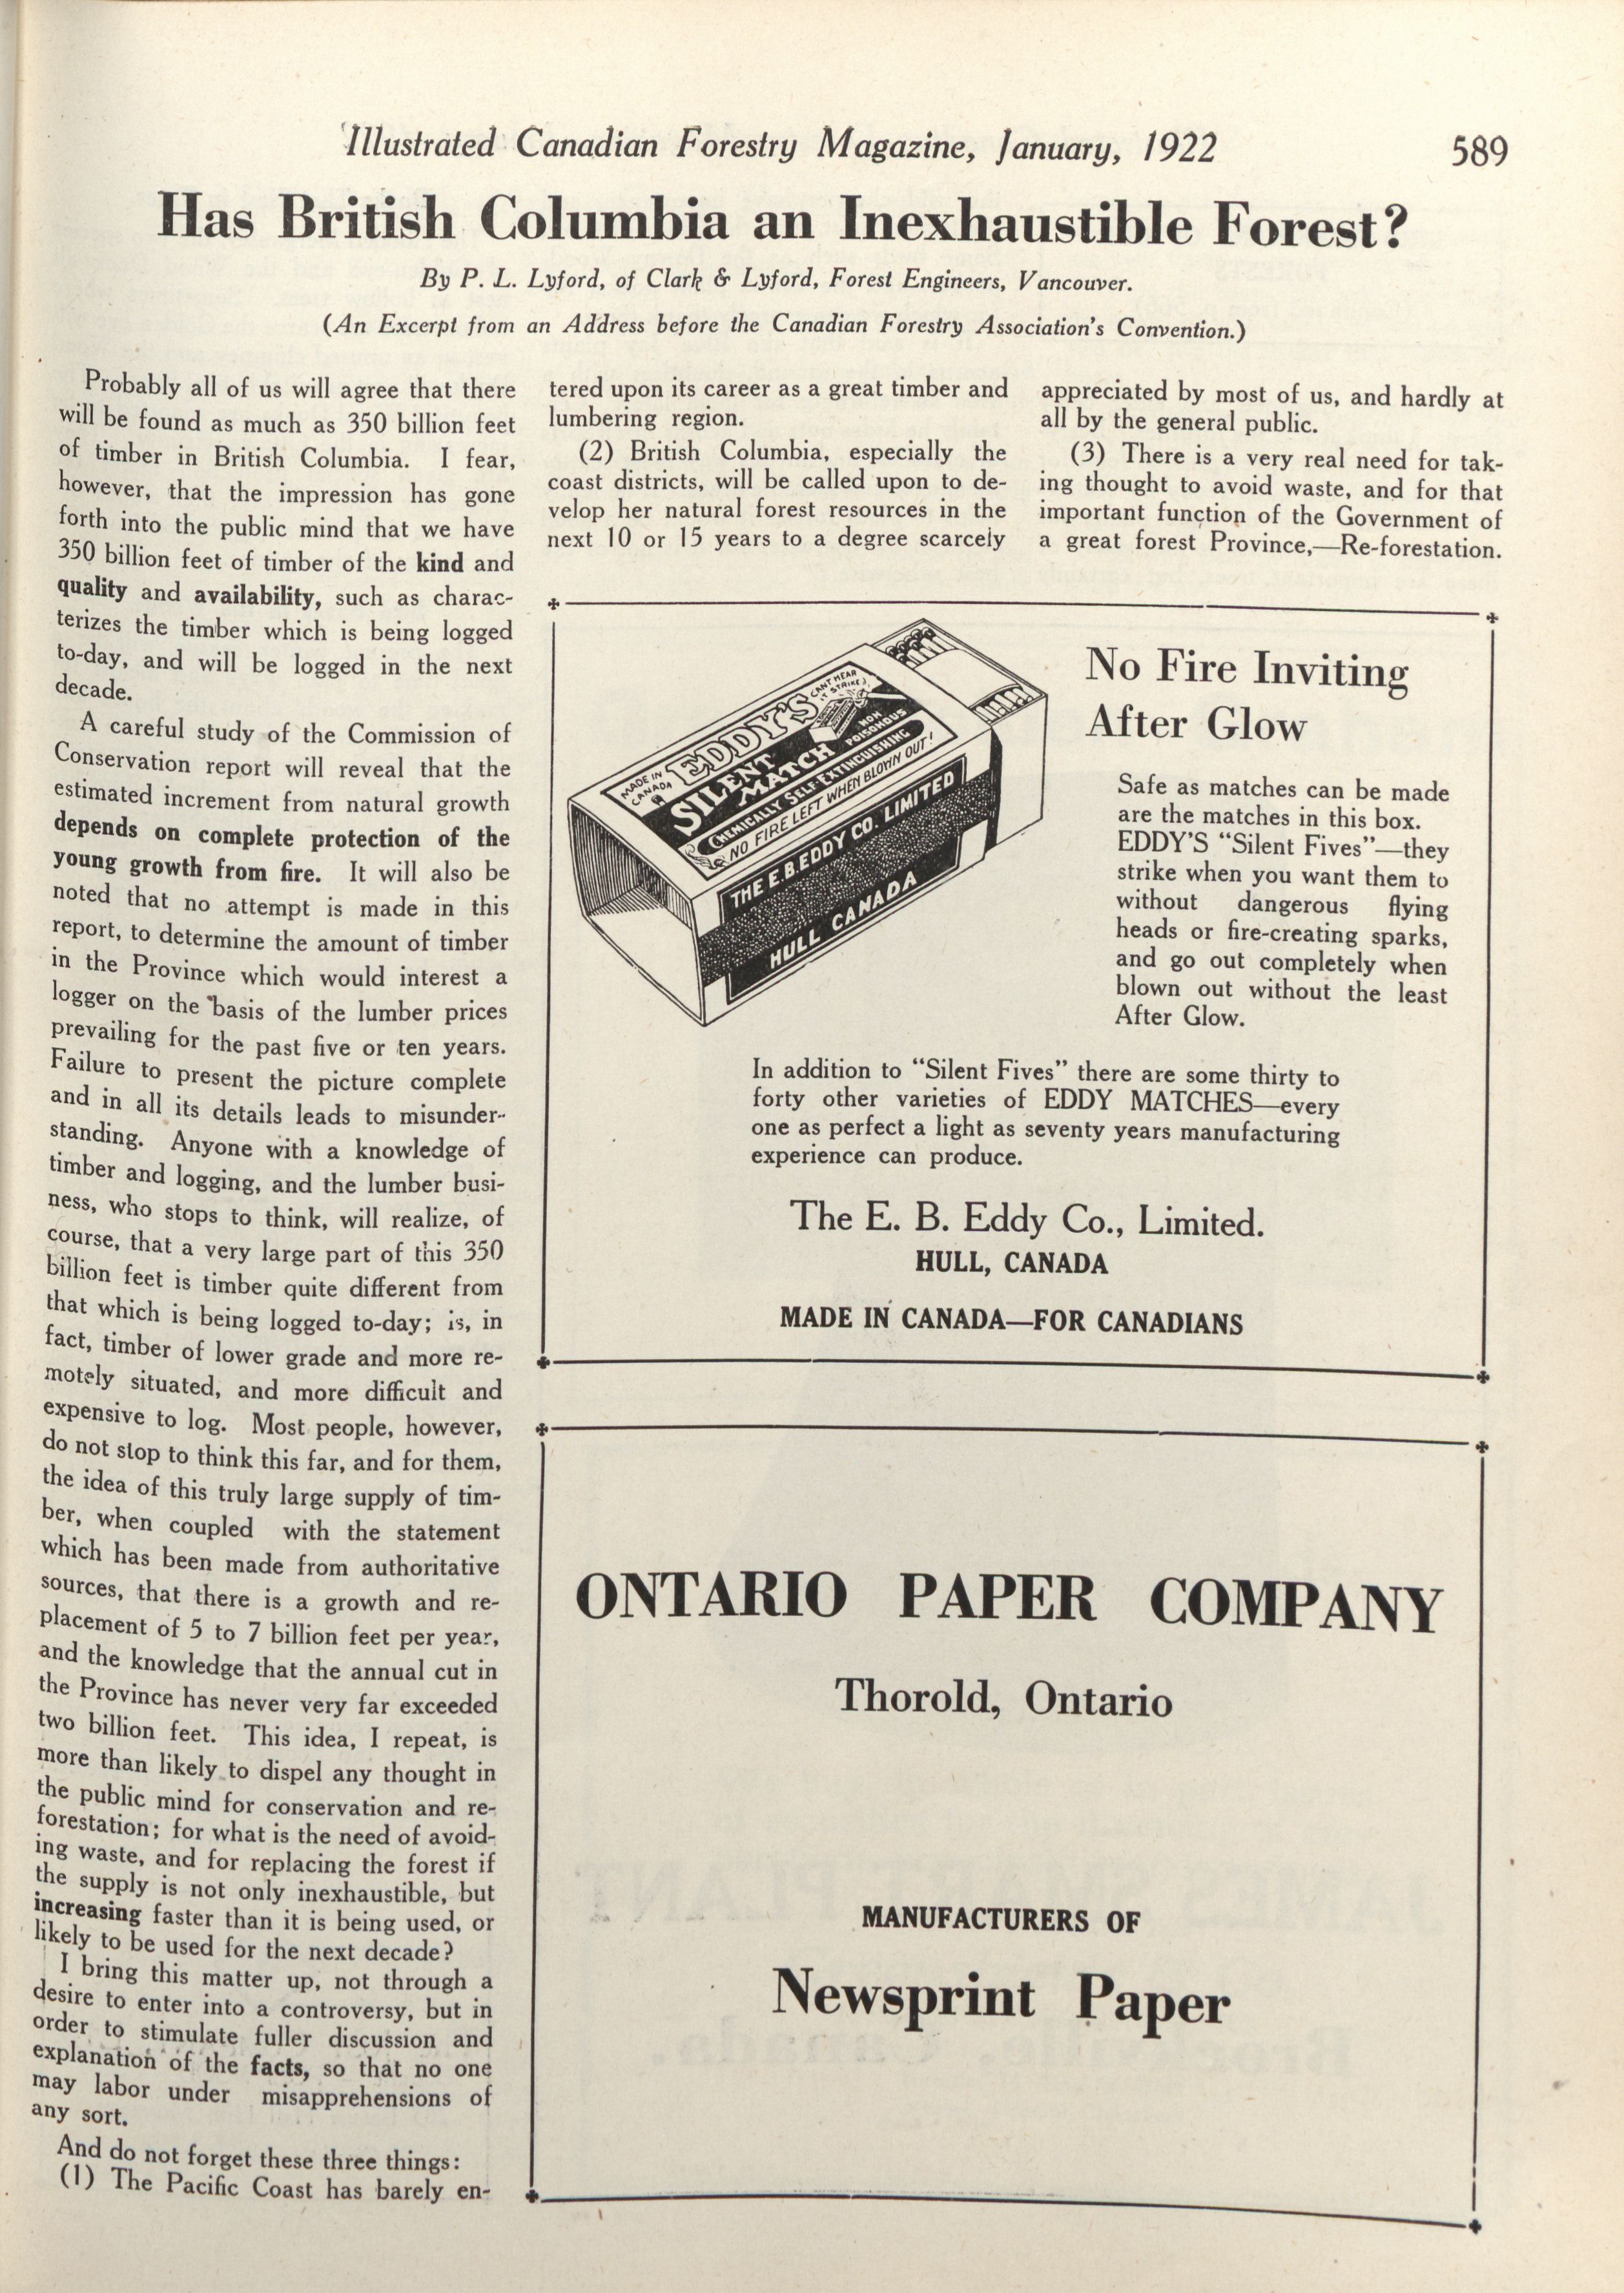 Illustrated Canadian Forestry Magazine, January, 1922
589
Has British Columbia an Inexhaustible Forest?
By P. L. Lyford, of Clark & Lyford, Forest Engineers, Vancouver.
(An Excerpt from an Address before the Canadian Forestry Association's Convention.)
Probably all of us will agree that there
will be found as much as 350 billion feet
of timber in British Columbia. I fear,
however, that the impression has gone
forth into the public mind that we have
350 billion feet of timber of the kind and
quality and availability, such as charac-
terizes the timber which is being logged
to-day, and will be logged in the next
decade.
A careful study of the Commission of
Conservation report will reveal that the
estimated increment from natural growth
depends on complete protection of the
young growth from fire. It will also be
noted that no attempt is made in this
report, to determine the amount of timber
in the Province which would interest a
logger on the basis of the lumber prices
prevailing for the past five or ten years.
Failure to present the picture complete
and in all its details leads to misunder-
standing. Anyone with a knowledge of
timber and logging, and the lumber busi-
ness, who stops to think, will realize, of
course, that a very large part of this 350
billion feet is timber quite different from
that which is being logged to-day; is, in
fact, timber of lower grade and more re-
motely situated, and more difficult and
expensive to log. Most people, however,
do not stop to think this far, and for them,
the idea of this truly large supply of tim-
ber, when coupled with the statement
which has been made from authoritative
sources, that there is a growth and re-
placement of 5 to 7 billion feet per year,
and the knowledge that the annual cut in
the Province has never very far exceeded
two billion feet. This idea, I repeat, is
more than likely to dispel any thought in
the public mind for conservation and re-
forestation; for what is the need of avoid-
ing waste, and for replacing the forest if
the supply is not only inexhaustible, but
increasing faster than it is being used, or
likely to be used for the next decade?
I bring this matter up, not through a
desire to enter into a controversy, but in
order to stimulate fuller discussion and
explanation of the facts, so that no one
may labor under misapprehensions of
any sort.
And do not forget these three things:
(1) The Pacific Coast has barely en-
tered upon its career as a great timber and
lumbering region.
(2) British Columbia, especially the
coast districts, will be called upon to de-
velop her natural forest resources in the
next 10 or 15 years to a degree scarcely
appreciated by most of us, and hardly at
all by the general public.
(3) There is a very real need for tak-
ing thought to avoid waste, and for that
important function of the Government of
a great forest Province,—Re-forestation.
MADE IN
CANADA
EDDY'S
CAN'T HEAR
IT STRIKE
SILENT
MATCH
NON
POISONOUS
CHEMICALLY SELF-EXTINGUISHING
NO FIRE LEFT WHEN BLOWN OUT!
THE E.B.EDDY CO. LIMITED
HULL CANADA
No Fire Inviting
After Glow
Safe as matches can be made
are the matches in this box.
EDDY'S "Silent Fives"—they
strike when you want them to
without dangerous flying
heads or fire-creating sparks,
and go out completely when
blown out without the least
After Glow.
In addition to "Silent Fives" there are some thirty to
forty other varieties of EDDY MATCHES—every
one as perfect a light as seventy years manufacturing
experience can produce.
The E. B. Eddy Co., Limited.
HULL, CANADA
MADE IN CANADA—FOR CANADIANS
ONTARIO PAPER COMPANY
Thorold, Ontario
MANUFACTURERS OF
Newsprint Paper